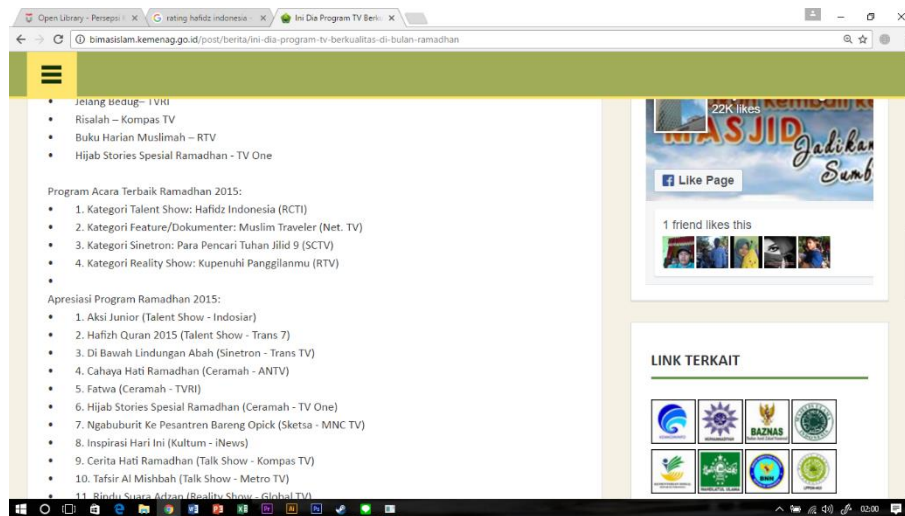 Open Library - Persepsi
rating hafidz indonesia -
Ini Dia Program TV Berku
bimasislam.kemenag.go.id/post/berita/ini-dia-program-tv-berkualitas-di-bulan-ramadhan
• Jelang Bedug– TVRI
• Risalah – Kompas TV
• Buku Harian Muslimah – RTV
• Hijab Stories Spesial Ramadhan - TV One
Program Acara Terbaik Ramadhan 2015:
• 1. Kategori Talent Show: Hafidz Indonesia (RCTI)
• 2. Kategori Feature/Dokumenter: Muslim Traveler (Net. TV)
• 3. Kategori Sinetron: Para Pencari Tuhan Jilid 9 (SCTV)
• 4. Kategori Reality Show: Kupenuhi Panggilanmu (RTV)
•
Apresiasi Program Ramadhan 2015:
• 1. Aksi Junior (Talent Show - Indosiar)
• 2. Hafizh Quran 2015 (Talent Show - Trans 7)
• 3. Di Bawah Lindungan Abah (Sinetron - Trans TV)
• 4. Cahaya Hati Ramadhan (Ceramah - ANTV)
• 5. Fatwa (Ceramah - TVRI)
• 6. Hijab Stories Spesial Ramadhan (Ceramah - TV One)
• 7. Ngabuburit Ke Pesantren Bareng Opick (Sketsa - MNC TV)
• 8. Inspirasi Hari Ini (Kultum - iNews)
• 9. Cerita Hati Ramadhan (Talk Show - Kompas TV)
• 10. Tafsir Al Mishbah (Talk Show - Metro TV)
• 11. Rindu Suara Adzan (Reality Show - Global TV)
22K likes
MASJID
Jadikan
Sumb
Like Page
1 friend likes this
LINK TERKAIT
BAZNAS
BNN
02:00